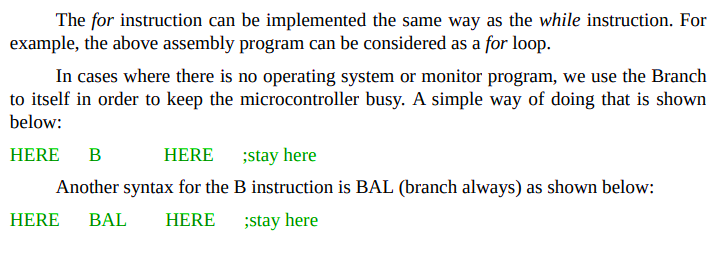 The for instruction can be implemented the same way as the while instruction. For
example, the above assembly program can be considered as a for loop.
In cases where there is no operating system or monitor program, we use the Branch
to itself in order to keep the microcontroller busy. A simple way of doing that is shown
below:
HERE B HERE ;stay here
Another syntax for the B instruction is BAL (branch always) as shown below:
HERE BAL HERE ;stay here